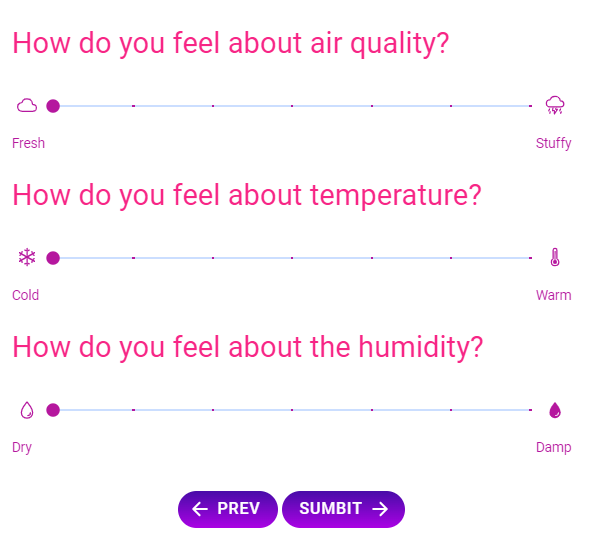 How do you feel about air quality?
Fresh Stuffy
How do you feel about temperature?
Cold Warm
How do you feel about the humidity?
Dry Damp
PREV SUMBIT